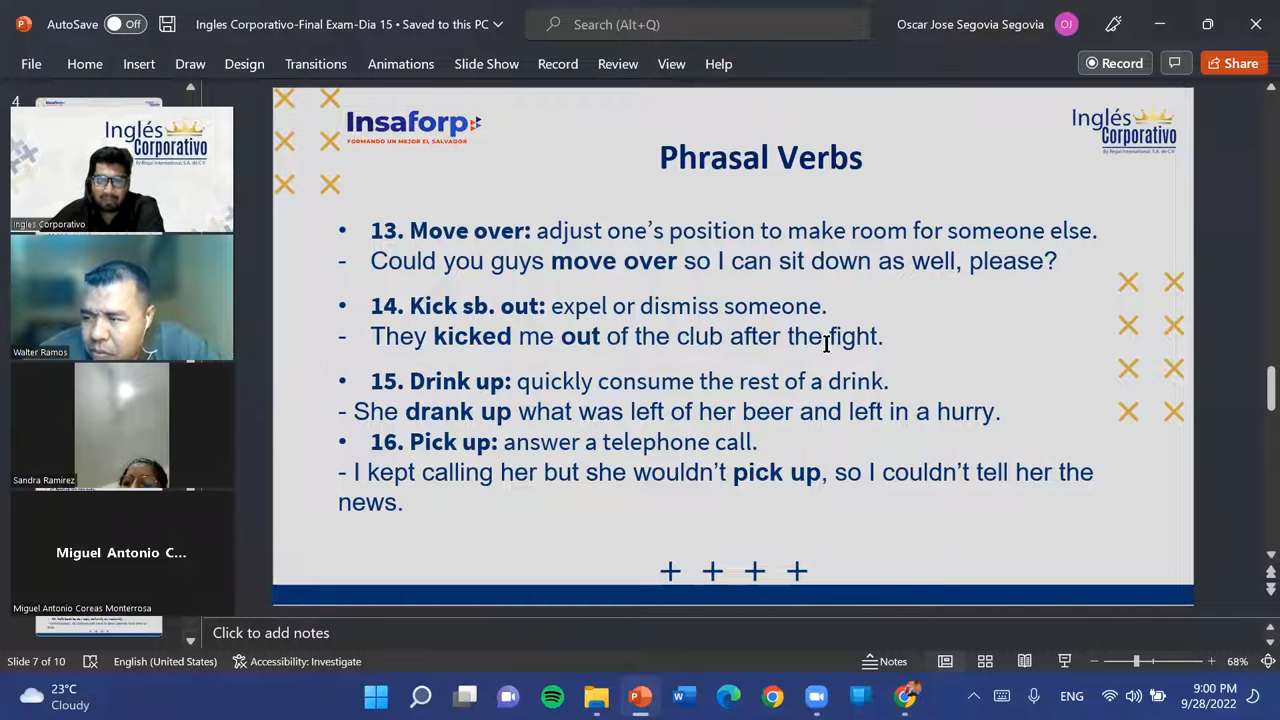 AutoSave Off Ingles Corporativo-Final Exam-Dia 15 • Saved to this PC Search (Alt+Q) Oscar Jose Segovia Segovia OJ
File Home Insert Draw Design Transitions Animations Slide Show Record Review View Help Record Share
4
Inglés Corporativo
Ingles Corporativo
Walter Ramos
Sandra Ramirez
Miguel Antonio C...
Miguel Antonio Coreas Monterrosa
Insaforp
FORMANDO UN MEJOR EL SALVADOR
Inglés
Corporativo
By Regal International, S.A. de C.V.
Phrasal Verbs
• 13. Move over: adjust one's position to make room for someone else.
- Could you guys move over so I can sit down as well, please?
• 14. Kick sb. out: expel or dismiss someone.
- They kicked me out of the club after the fight.
• 15. Drink up: quickly consume the rest of a drink.
- She drank up what was left of her beer and left in a hurry.
• 16. Pick up: answer a telephone call.
- I kept calling her but she wouldn't pick up, so I couldn't tell her the
news.
Click to add notes
Slide 7 of 10 English (United States) Accessibility: Investigate Notes 68%
23°C
Cloudy
ENG
9:00 PM
9/28/2022